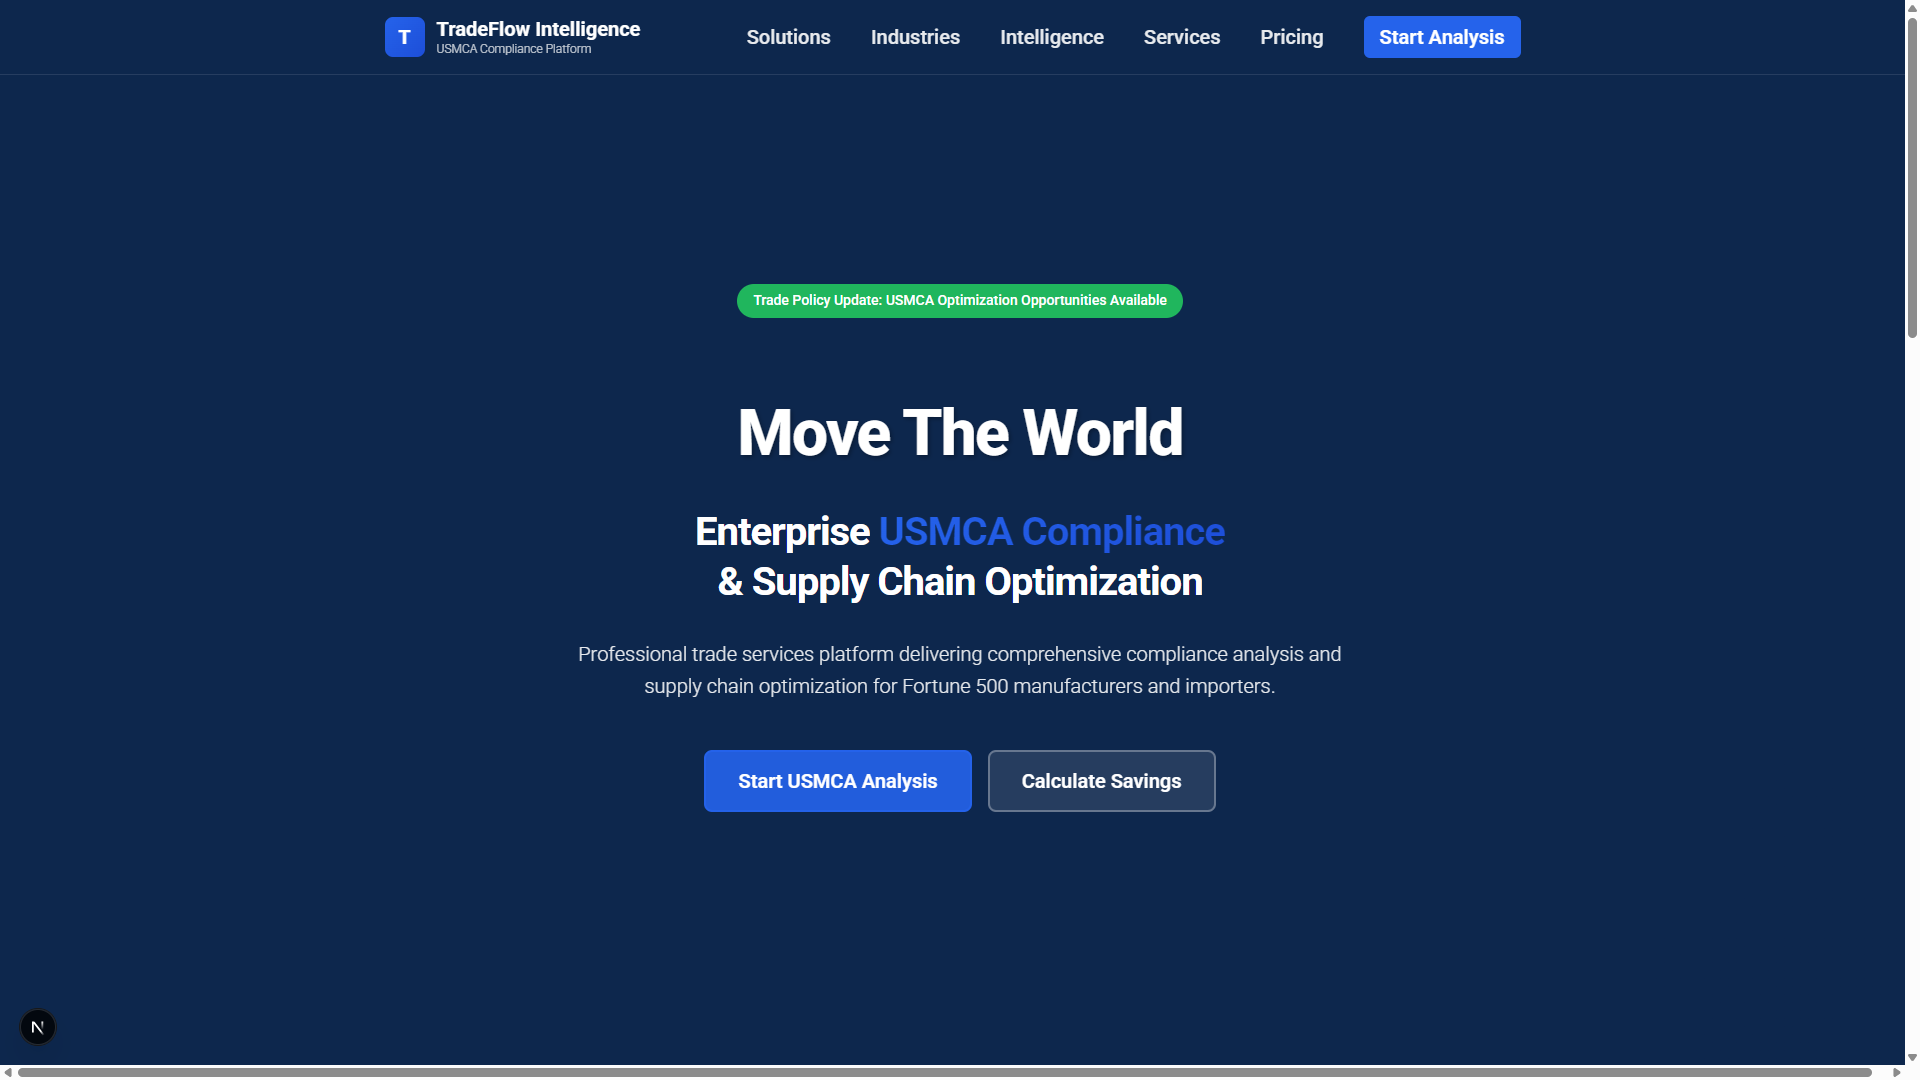 T
TradeFlow Intelligence
USMCA Compliance Platform
Solutions
Industries
Intelligence
Services
Pricing
Start Analysis
Trade Policy Update: USMCA Optimization Opportunities Available
Move The World
Enterprise USMCA Compliance
& Supply Chain Optimization
Professional trade services platform delivering comprehensive compliance analysis and
supply chain optimization for Fortune 500 manufacturers and importers.
Start USMCA Analysis
Calculate Savings
N